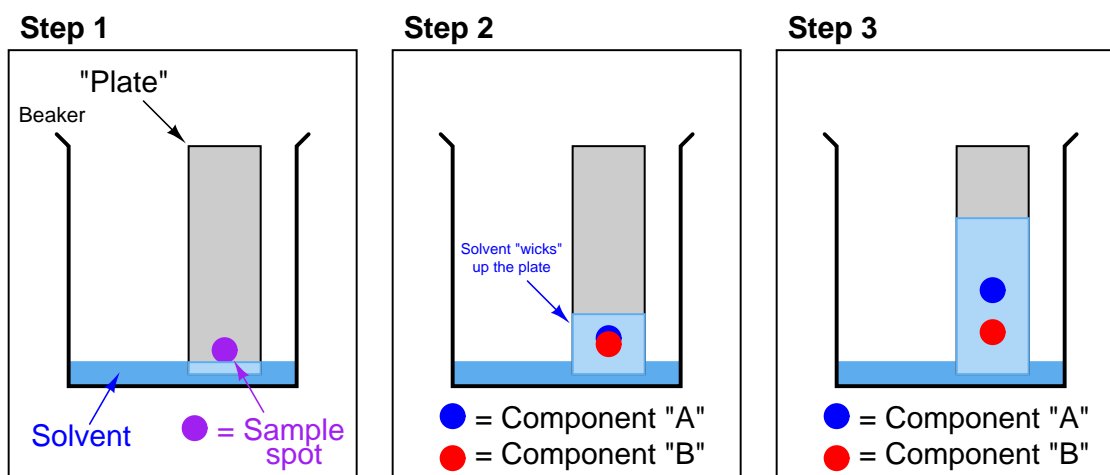 Step 1
"Plate"
Beaker
Solvent
= Sample
spot
Step 2
Solvent "wicks"
up the plate
= Component "A"
= Component "B"
Step 3
= Component "A"
= Component "B"